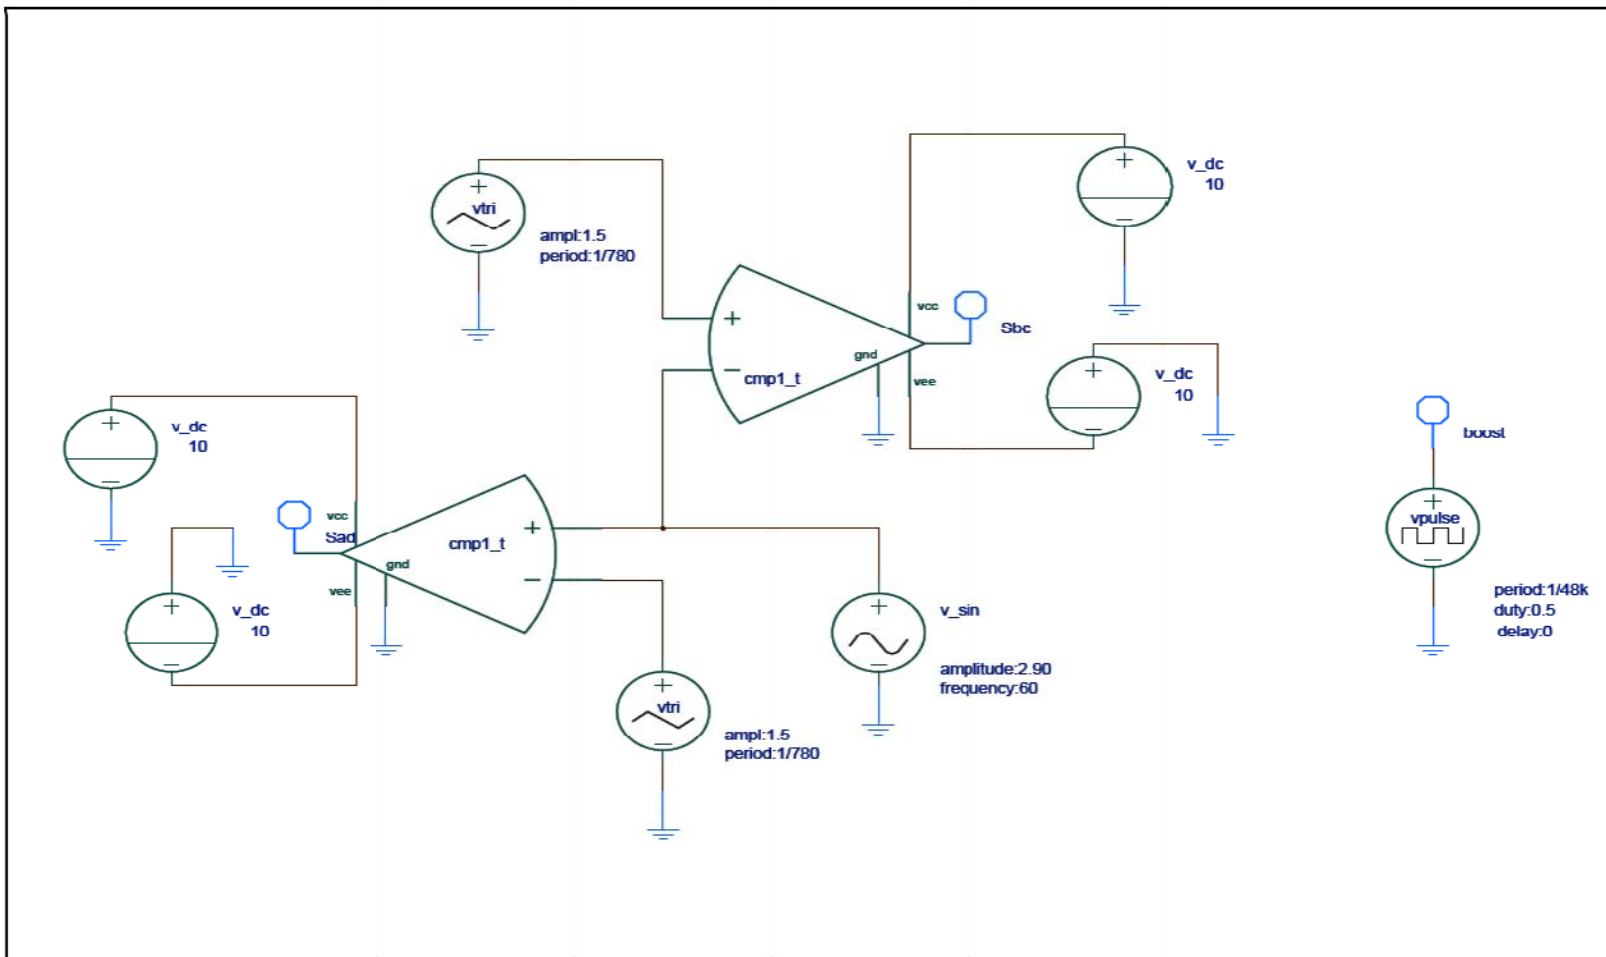 v_dc
10
vtri
ampl:1.5
period:1/780
+
−
cmp1_t
vcc
gnd
vee
Sbc
v_dc
10
v_dc
10
vcc
Sad
vee
gnd
cmp1_t
+
−
v_dc
10
v_sin
amplitude:2.90
frequency:60
vtri
ampl:1.5
period:1/780
boost
vpulse
period:1/48k
duty:0.5
delay:0